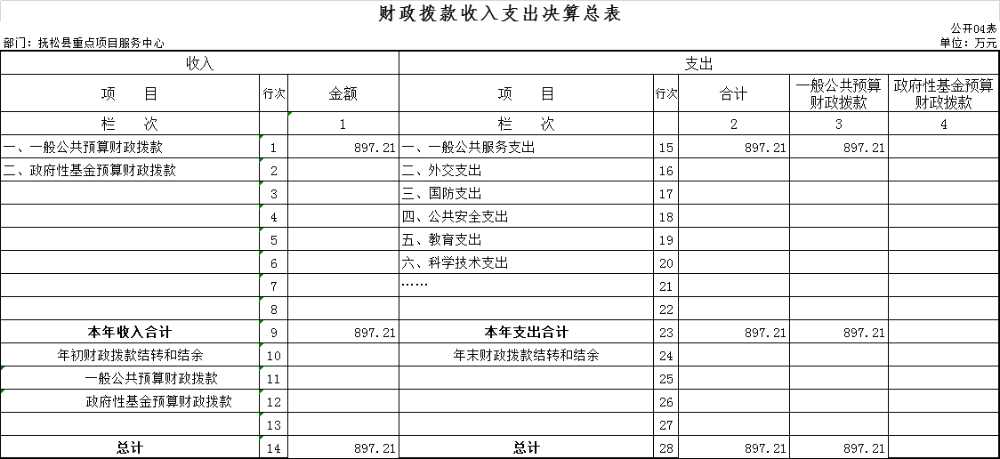 财政拨款收入支出决算总表
公开04表
部门：抚松县重点项目服务中心 单位：万元
收入 支出
项 目 行次 金额 项 目 行次 合计 一般公共预算财政拨款 政府性基金预算财政拨款
栏 次 1 栏 次 2 3 4
一、一般公共预算财政拨款 1 897.21 一、一般公共服务支出 15 897.21 897.21
二、政府性基金预算财政拨款 2 二、外交支出 16
3 三、国防支出 17
4 四、公共安全支出 18
5 五、教育支出 19
6 六、科学技术支出 20
7 …… 21
8 22
本年收入合计 9 897.21 本年支出合计 23 897.21 897.21
年初财政拨款结转和结余 10 年末财政拨款结转和结余 24
一般公共预算财政拨款 11 25
政府性基金预算财政拨款 12 26
13 27
总计 14 897.21 总计 28 897.21 897.21